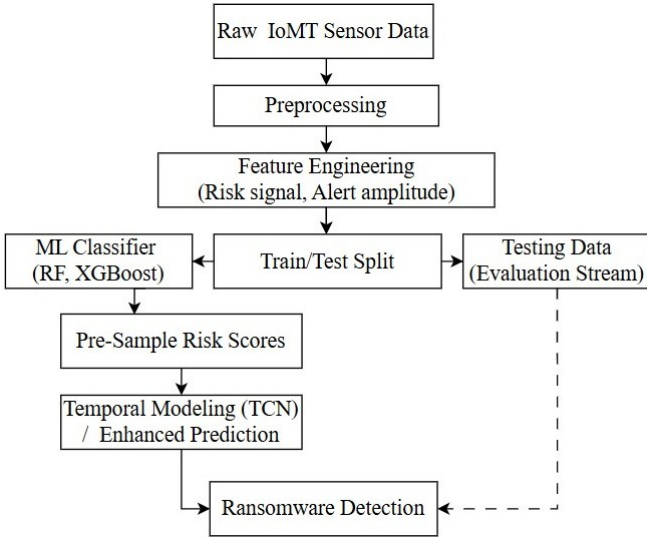 Raw IoMT Sensor Data
Preprocessing
Feature Engineering
(Risk signal, Alert amplitude)
ML Classifier
(RF, XGBoost)
Train/Test Split
Testing Data
(Evaluation Stream)
Pre-Sample Risk Scores
Temporal Modeling (TCN)
/ Enhanced Prediction
Ransomware Detection